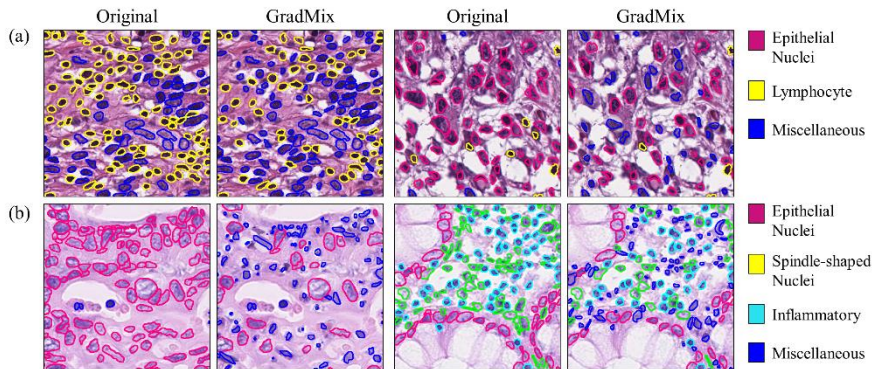 Original GradMix Original GradMix
(a)
Epithelial
Nuclei
Lymphocyte
Miscellaneous
(b)
Epithelial
Nuclei
Spindle-shaped
Nuclei
Inflammatory
Miscellaneous